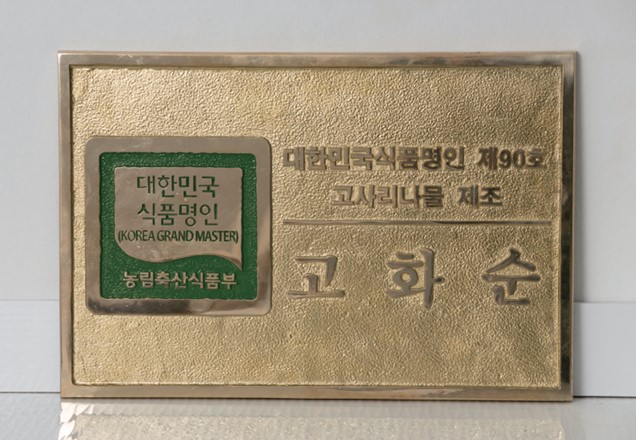 대한민국
식품명인
(KOREA GRAND MASTER)
농림축산식품부
대한민국식품명인 제90호
고사리나물 제조
고 화 순